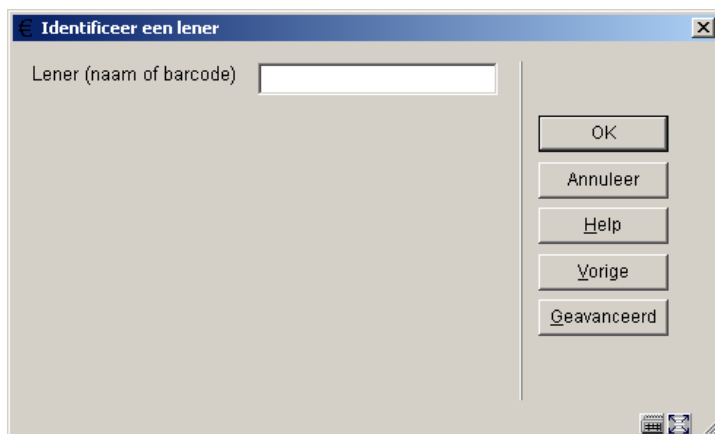 € Identificeer een lener
Lener (naam of barcode)
OK
Annuleer
Help
Vorige
Geavanceerd